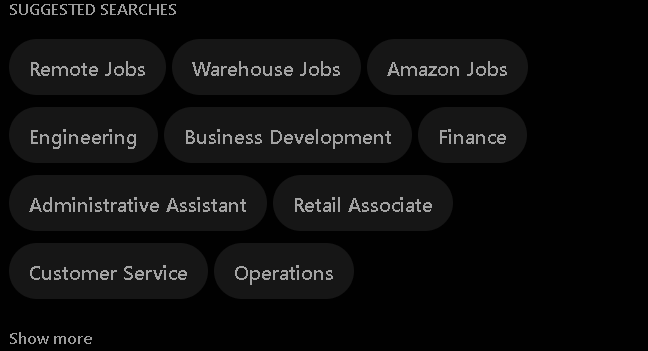 SUGGESTED SEARCHES
Remote Jobs Warehouse Jobs Amazon Jobs
Engineering Business Development Finance
Administrative Assistant Retail Associate
Customer Service Operations
Show more